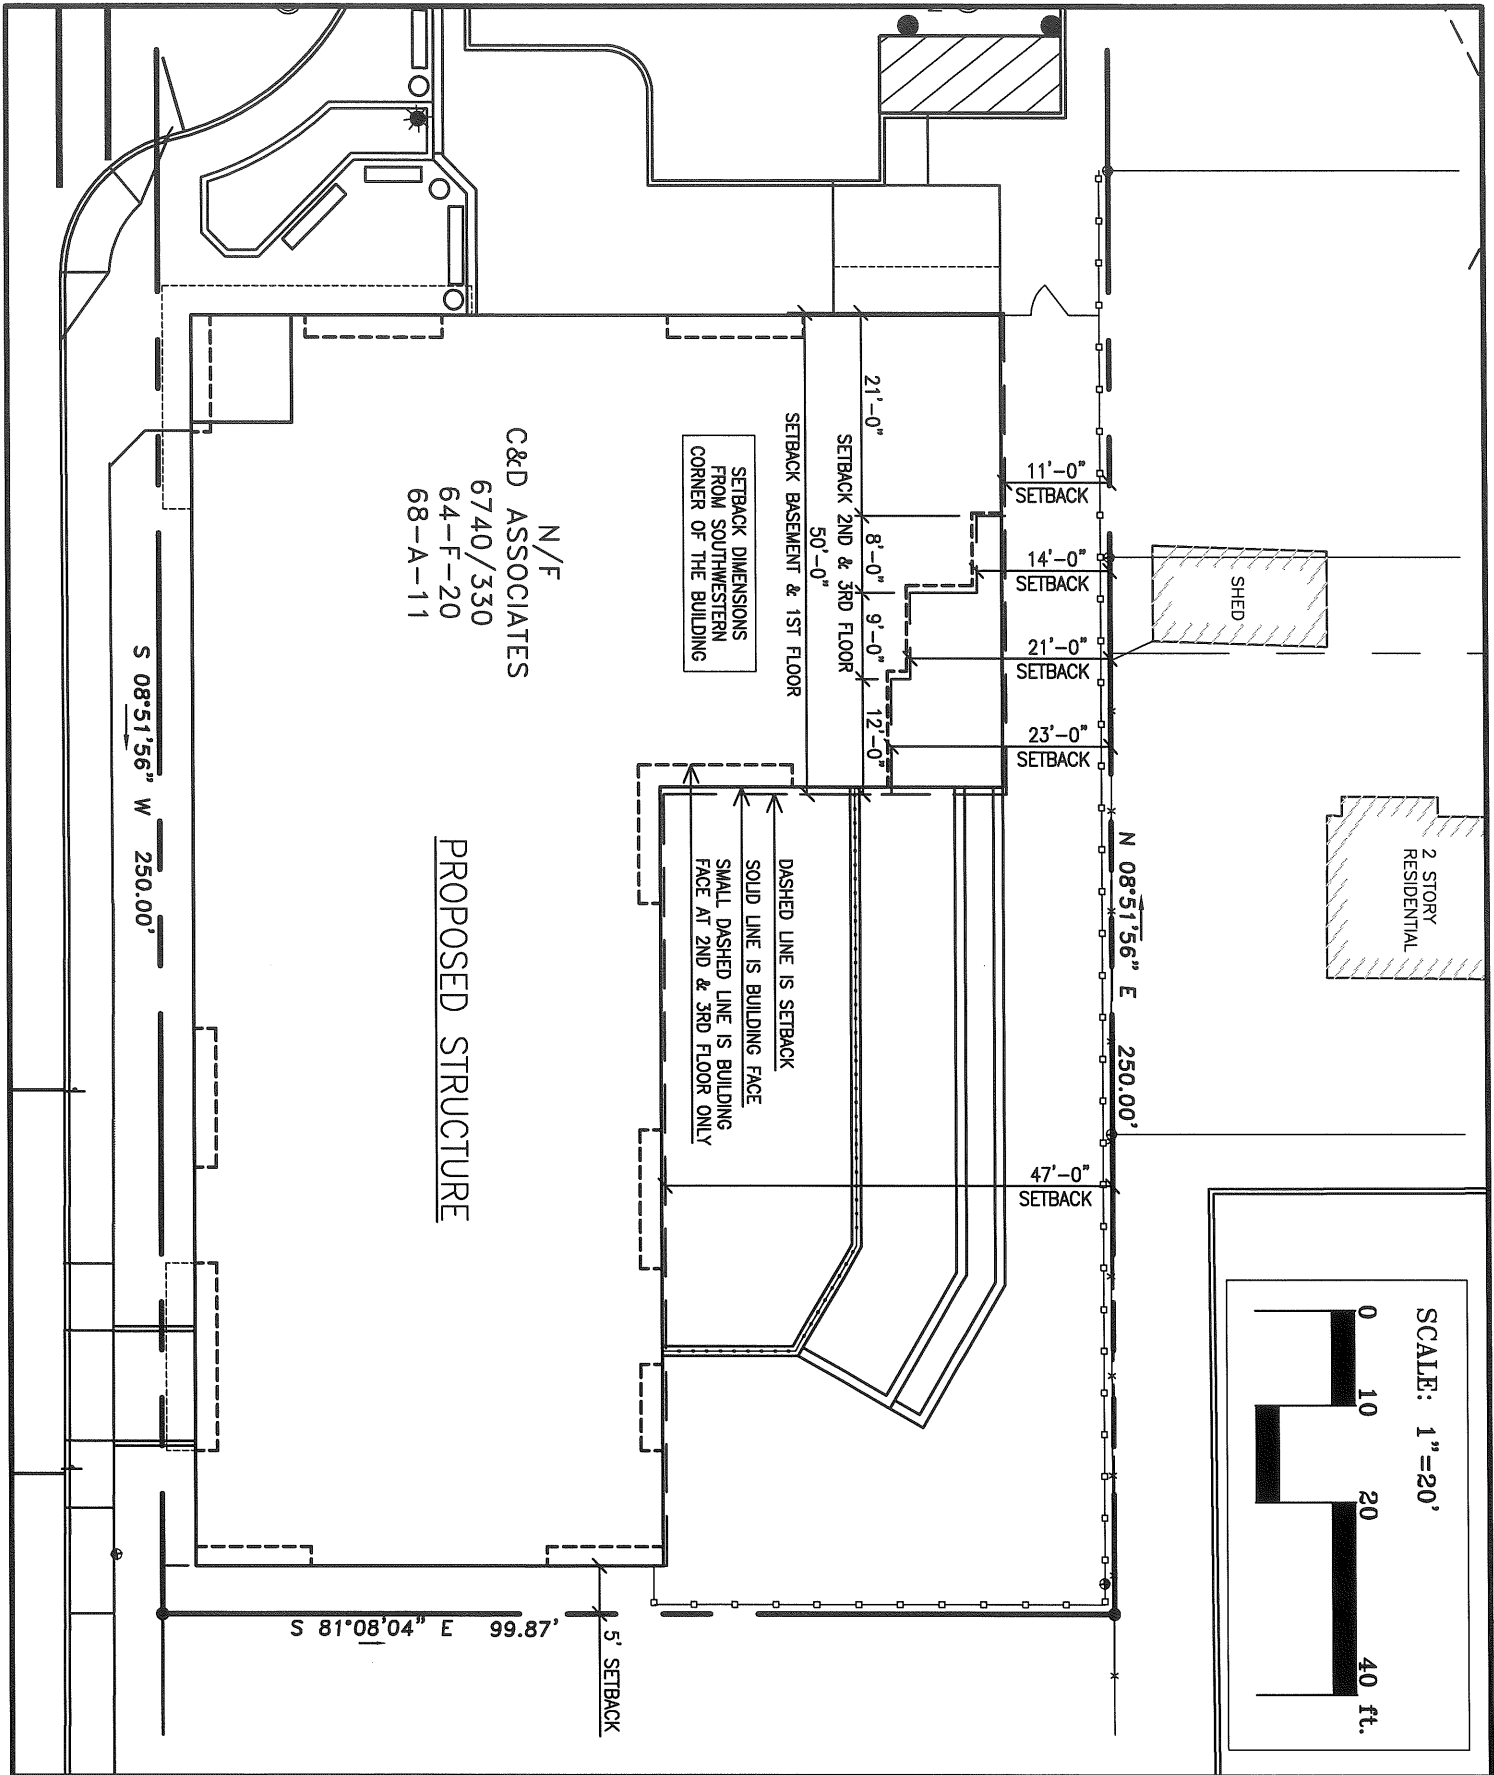 SCALE: 1"=20'
0 10 20 40 ft.
2 STORY
RESIDENTIAL
SHED
N 08°51'56" E 250.00'
11'-0"
SETBACK
14'-0"
SETBACK
21'-0"
SETBACK
23'-0"
SETBACK
47'-0"
SETBACK
21'-0"
8'-0"
9'-0"
12'-0"
SETBACK 2ND & 3RD FLOOR
50'-0"
SETBACK BASEMENT & 1ST FLOOR
SETBACK DIMENSIONS
FROM SOUTHWESTERN
CORNER OF THE BUILDING
DASHED LINE IS SETBACK
SOLID LINE IS BUILDING FACE
SMALL DASHED LINE IS BUILDING
FACE AT 2ND & 3RD FLOOR ONLY
N/F
C&D ASSOCIATES
6740/330
64-F-20
68-A-11
PROPOSED STRUCTURE
5' SETBACK
S 81°08'04" E 99.87'
S 08°51'56" W 250.00'